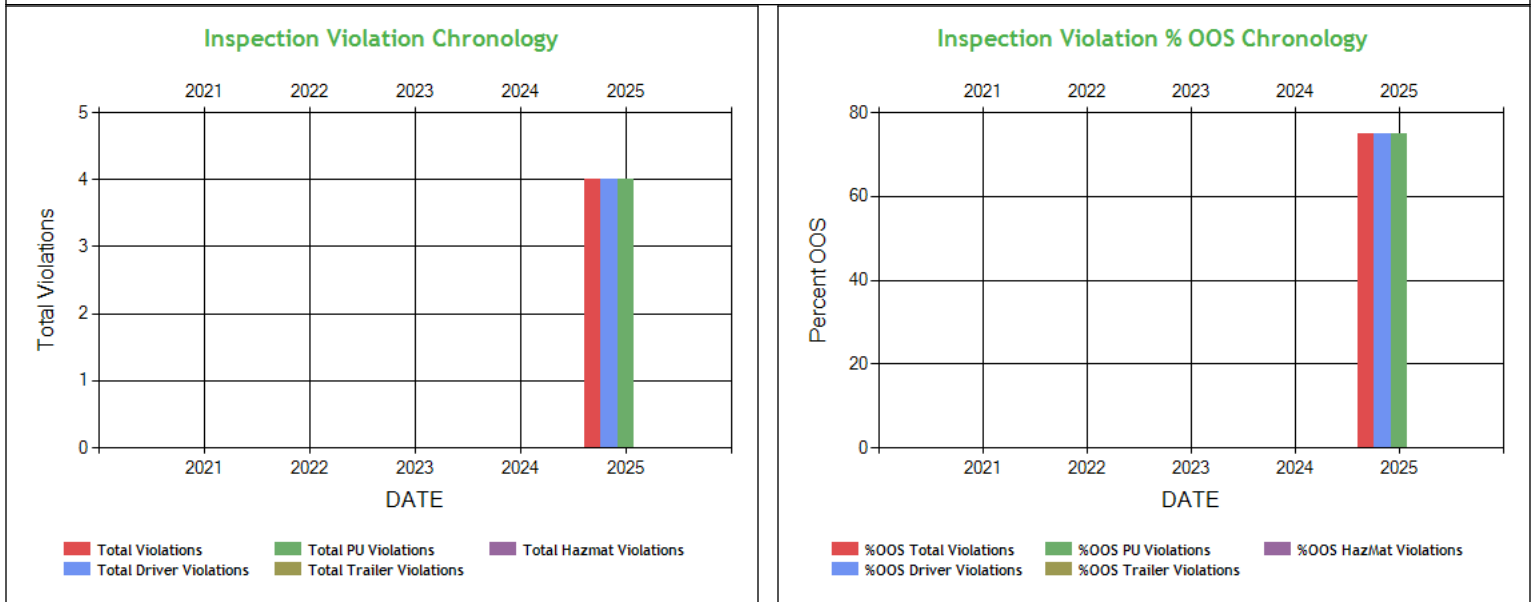 Inspection Violation Chronology
2021 2022 2023 2024 2025
5
4
3
2
1
0
Total Violations
2021 2022 2023 2024 2025
DATE
Total Violations Total PU Violations Total Hazmat Violations
Total Driver Violations Total Trailer Violations
Inspection Violation % OOS Chronology
2021 2022 2023 2024 2025
80
60
40
20
0
Percent OOS
2021 2022 2023 2024 2025
DATE
%OOS Total Violations %OOS PU Violations %OOS HazMat Violations
%OOS Driver Violations %OOS Trailer Violations